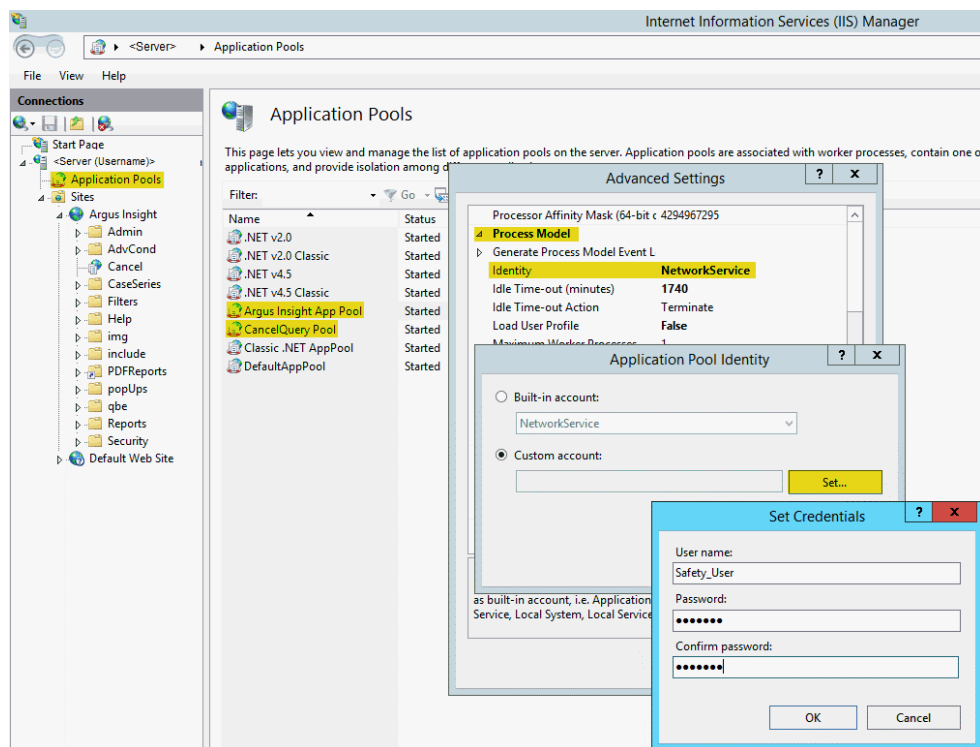 Internet Information Services (IIS) Manager
<Server> Application Pools
File View Help
Connections
Start Page
<Server (Username)>
Application Pools
Sites
Argus Insight
Admin
AdvCond
Cancel
CaseSeries
Filters
Help
img
include
PDFReports
popUps
qbe
Reports
Security
Default Web Site
Application Pools
This page lets you view and manage the list of application pools on the server. Application pools are associated with worker processes, contain one o
applications, and provide isolation among
Filter: Go
Name Status
.NET v2.0 Started
.NET v2.0 Classic Started
.NET v4.5 Started
.NET v4.5 Classic Started
Argus Insight App Pool Started
CancelQuery Pool Started
Classic .NET AppPool Started
DefaultAppPool Started
Advanced Settings ? x
Processor Affinity Mask (64-bit c 4294967295
Process Model
Generate Process Model Event L
Identity NetworkService
Idle Time-out (minutes) 1740
Idle Time-out Action Terminate
Load User Profile False
Maximum Worker Processes 1
Application Pool Identity ? x
Built-in account:
NetworkService
Custom account:
Set...
as built-in account, i.e. Application
Service, Local System, Local Service
Set Credentials ? x
User name:
Safety_User
Password:
•••••••
Confirm password:
•••••••
OK Cancel